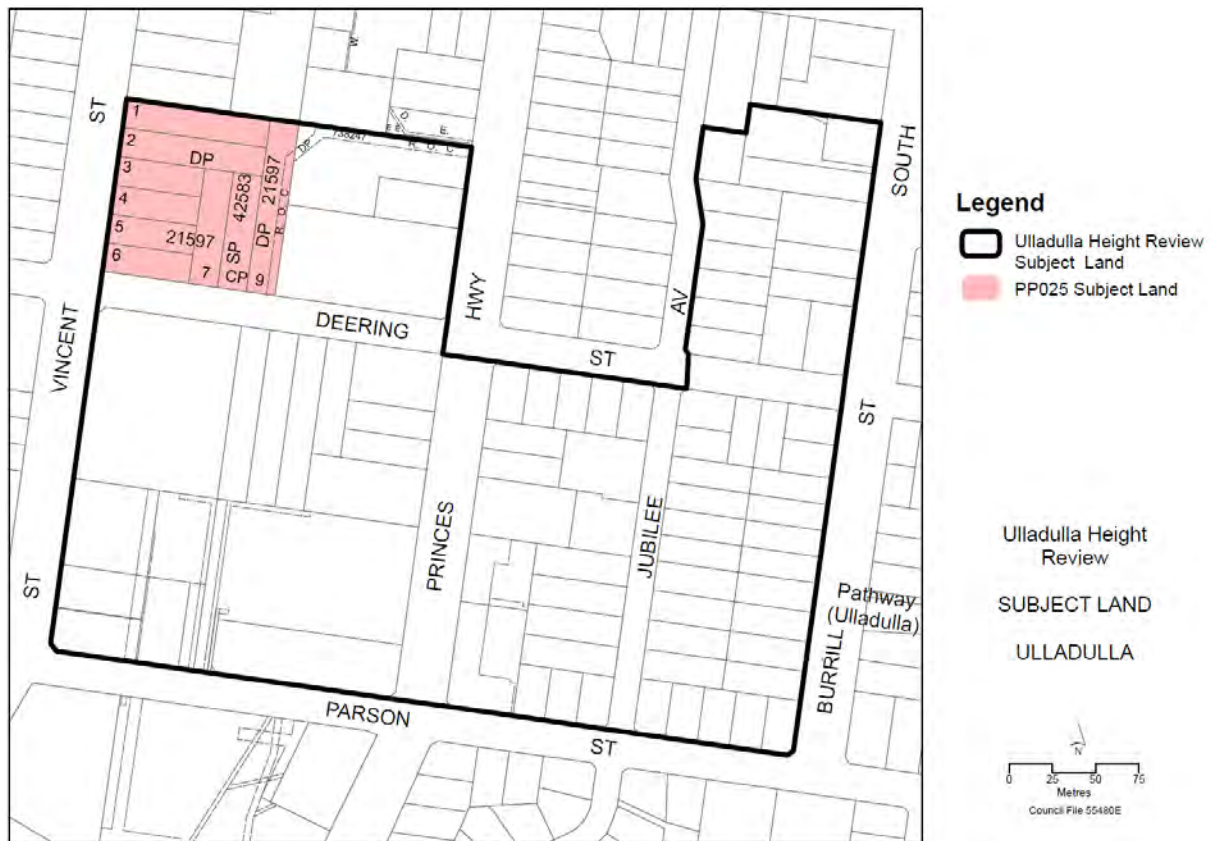 W
ST
1
2
3
4
5
6
DP
21597
7
SP 42583
CP
DP 21597
9
R O C
DP
738247
E.
R. O. C
VINCENT
ST
DEERING
ST
HWY
PRINCES
AV
JUBILEE
SOUTH
ST
BURRILL
Pathway
(Ulladulla)
PARSON
ST
Legend
Ulladulla Height Review
Subject Land
PP025 Subject Land
Ulladulla Height
Review
SUBJECT LAND
ULLADULLA
N
0 25 50 75
Metres
Council File 55480E